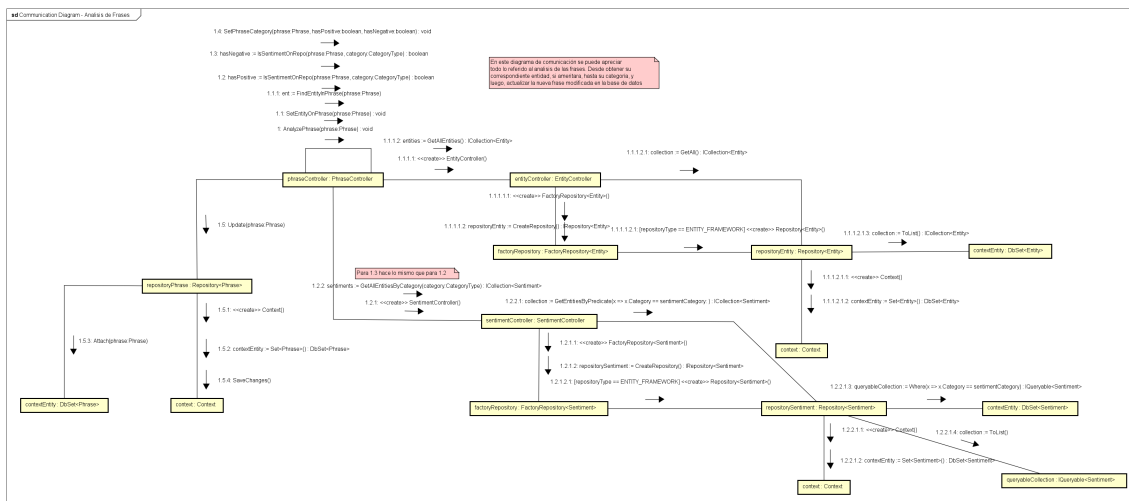 sd Communication Diagram - Analisis de Frases
1.4: SetPhraseCategory(phrase:Phrase, hasPositive:boolean, hasNegative:boolean): void
1.3: hasNegative := IsSentimentOnRepo(phrase:Phrase, category:CategoryType) : boolean
1.2: hasPositive := IsSentimentOnRepo(phrase:Phrase, category:CategoryType) : boolean
1.1.1: ent := FindEntityInPhrase(phrase:Phrase)
1.1: SetEntityOnPhrase(phrase:Phrase) : void
1: AnalyzePhrase(phrase:Phrase) : void
En este diagrama de comunicación se puede apreciar
todo lo referido al analisis de las frases. Desde obtener su
correspondiente entidad, si ameritara, hasta su categoria, y
luego, actualizar la nueva frase modificada en la base de datos
1.1.1.2: entities := GetAllEntities() : ICollection<Entity>
1.1.1.1: <<create>> EntityController()
1.1.1.2.1: collection := GetAll() : ICollection<Entity>
phraseController : PhraseController
entityController : EntityController
1.1.1.1.1: <<create>> FactoryRepository<Entity>()
1.5: Update(phrase:Phrase)
1.1.1.1.2: repositoryEntity := CreateRepository() : IRepository<Entity>
1.1.1.1.2.1: [repositoryType == ENTITY_FRAMEWORK] <<create>> Repository<Entity>()
1.1.1.2.1.3: collection := ToList() : ICollection<Entity>
factoryRepository : FactoryRepository<Entity>
repositoryEntity : Repository<Entity>
contextEntity : DbSet<Entity>
Para 1.3 hace lo mismo que para 1.2
1.1.1.2.1.1: <<create>> Context()
repositoryPhrase : Repository<Phrase>
1.2.2: sentiments := GetAllEntitiesByCategory(category:CategoryType) : ICollection<Sentiment>
1.2.1: <<create>> SentimentController()
1.2.2.1: collection := GetEntitiesByPredicate(x => x.Category == sentimentCategory; ) : ICollection<Sentiment>
1.1.1.2.1.2: contextEntity := Set<Entity>() : DbSet<Entity>
1.5.1: <<create>> Context()
sentimentController : SentimentController
1.5.3: Attach(phrase:Phrase)
1.5.2: contextEntity := Set<Phrase>() : DbSet<Phrase>
1.2.1.1: <<create>> FactoryRepository<Sentiment>()
context : Context
1.2.1.2: repositorySentiment := CreateRepository() : IRepository<Sentiment>
1.5.4: SaveChanges()
1.2.1.2.1: [repositoryType == ENTITY_FRAMEWORK] <<create>> Repository<Sentiment>()
1.2.2.1.3: queryableCollection := Where(x => x.Category == sentimentCategory) : IQueryable<Sentiment>
contextEntity : DbSet<Phrase>
context : Context
factoryRepository : FactoryRepository<Sentiment>
repositorySentiment : Repository<Sentiment>
contextEntity : DbSet<Sentiment>
1.2.2.1.1: <<create>> Context()
1.2.2.1.4: collection := ToList()
1.2.2.1.2: contextEntity := Set<Sentiment>() : DbSet<Sentiment>
queryableCollection : IQueryable<Sentiment>
context : Context